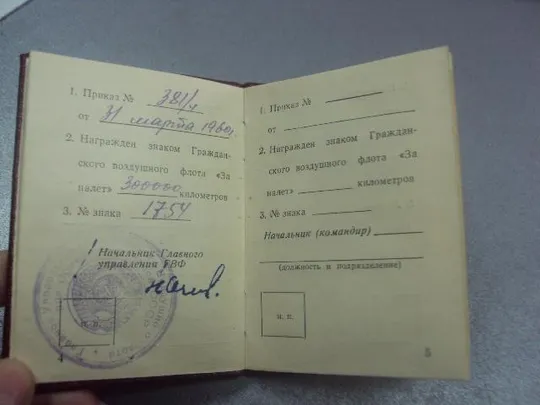 1. Приказ № 381/л
от 31 марта 1960г.
2. Награжден знаком Граждан-
ского воздушного флота «За
налет» 300000 километров
3. № знака 1754
Начальник Главного
управления ГВФ
м. п.
1. Приказ №
от
2. Награжден знаком Граждан-
ского воздушного флота «За
налет» километров
3. № знака
Начальник (командир)
(должность и подразделение)
м. п.
5